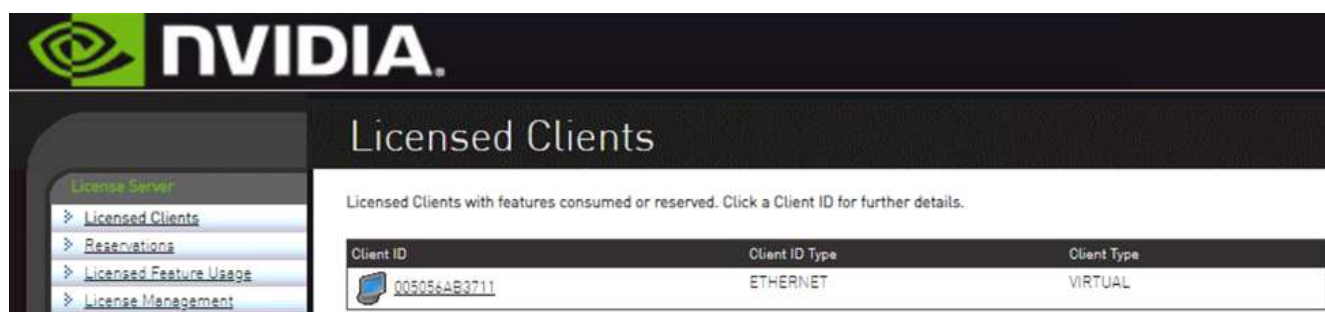 NVIDIA.
Licensed Clients
License Server
Licensed Clients
Reservations
Licensed Feature Usage
License Management
Licensed Clients with features consumed or reserved. Click a Client ID for further details.
Client ID Client ID Type Client Type
005056AB3711 ETHERNET VIRTUAL